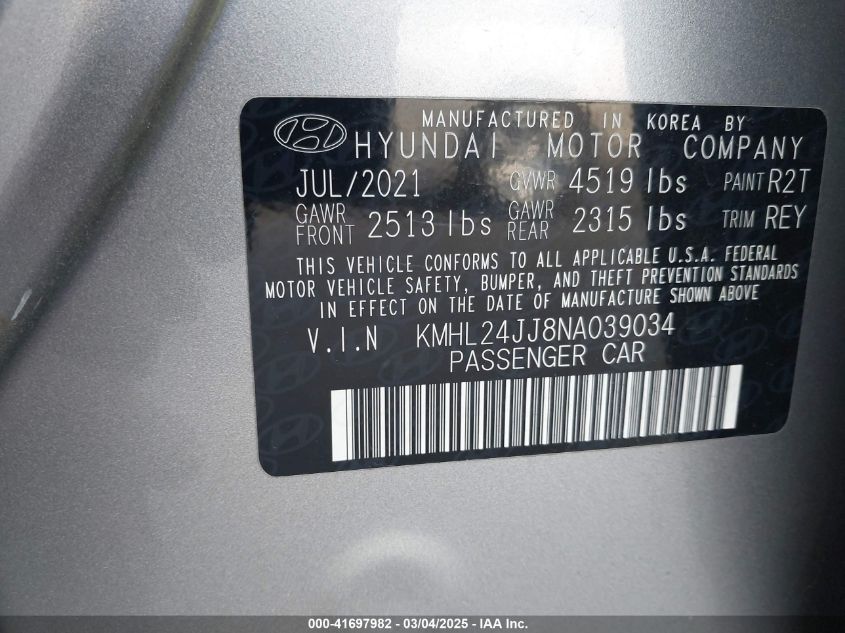 MANUFACTURED IN KOREA BY
HYUNDAI MOTOR COMPANY
JUL/2021 GVWR 4519 lbs PAINT R2T
GAWR FRONT 2513 lbs GAWR REAR 2315 lbs TRIM REY
THIS VEHICLE CONFORMS TO ALL APPLICABLE U.S.A. FEDERAL
MOTOR VEHICLE SAFETY, BUMPER, AND THEFT PREVENTION STANDARDS
IN EFFECT ON THE DATE OF MANUFACTURE SHOWN ABOVE
V.I.N KMHL24JJ8NA039034
PASSENGER CAR
000-41697982 - 03/04/2025 - IAA Inc.